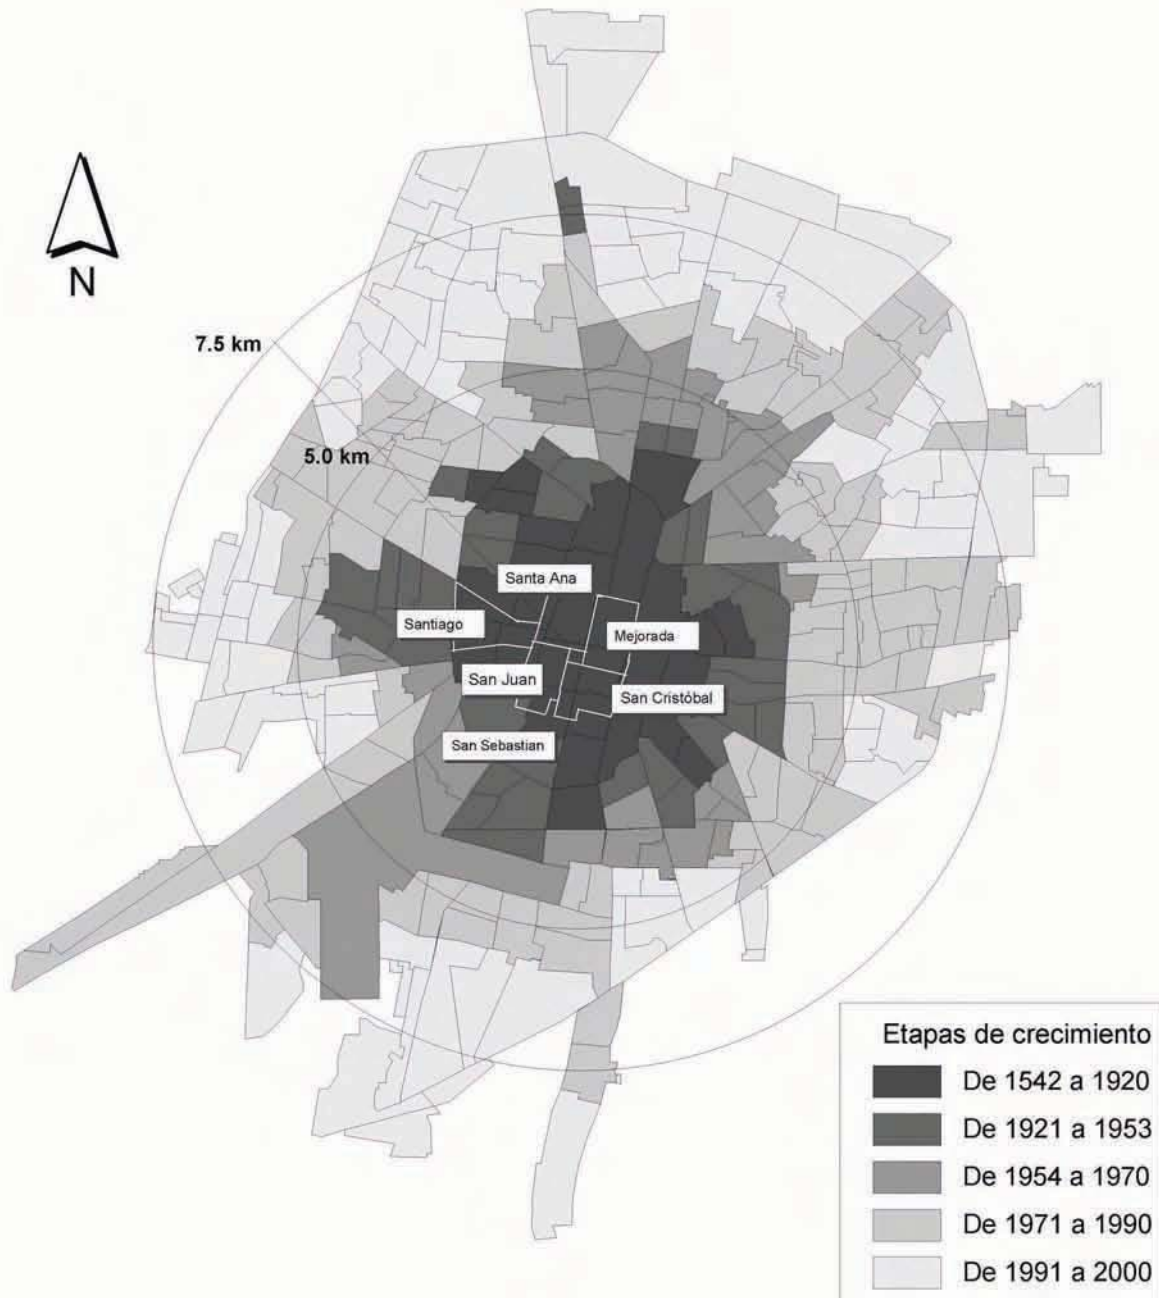 N
7.5 km
5.0 km
Santa Ana
Santiago
Mejorada
San Juan
San Cristóbal
San Sebastian
Etapas de crecimiento
De 1542 a 1920
De 1921 a 1953
De 1954 a 1970
De 1971 a 1990
De 1991 a 2000